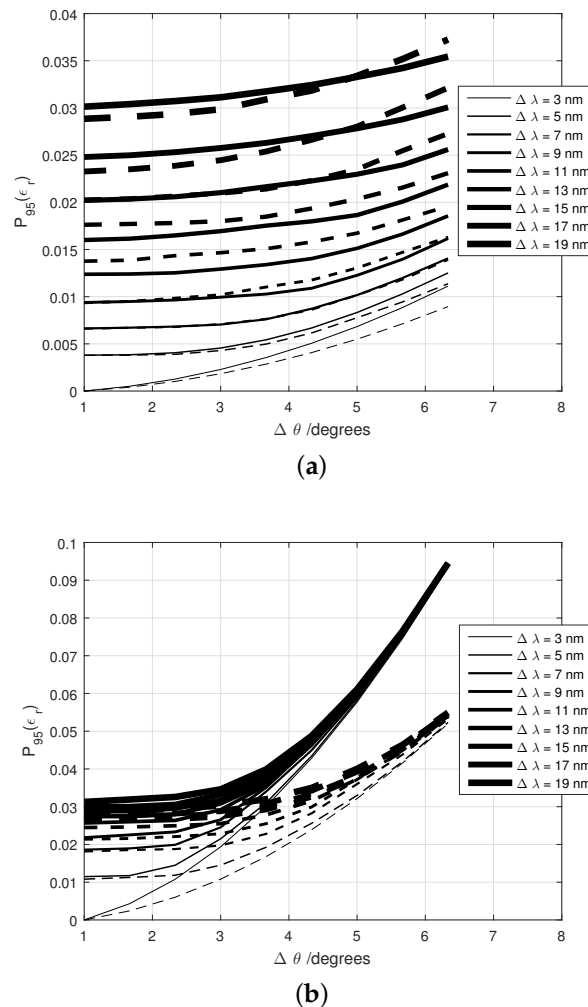 0.04
0.035
0.03
0.025
0.02
0.015
0.01
0.005
0
P95(ϵ r)
1 2 3 4 5 6 7 8
Δ θ /degrees
Δ λ = 3 nm
Δ λ = 5 nm
Δ λ = 7 nm
Δ λ = 9 nm
Δ λ = 11 nm
Δ λ = 13 nm
Δ λ = 15 nm
Δ λ = 17 nm
Δ λ = 19 nm
(a)
0.1
0.09
0.08
0.07
0.06
0.05
0.04
0.03
0.02
0.01
0
P95(ϵ r)
1 2 3 4 5 6 7 8
Δ θ /degrees
Δ λ = 3 nm
Δ λ = 5 nm
Δ λ = 7 nm
Δ λ = 9 nm
Δ λ = 11 nm
Δ λ = 13 nm
Δ λ = 15 nm
Δ λ = 17 nm
Δ λ = 19 nm
(b)